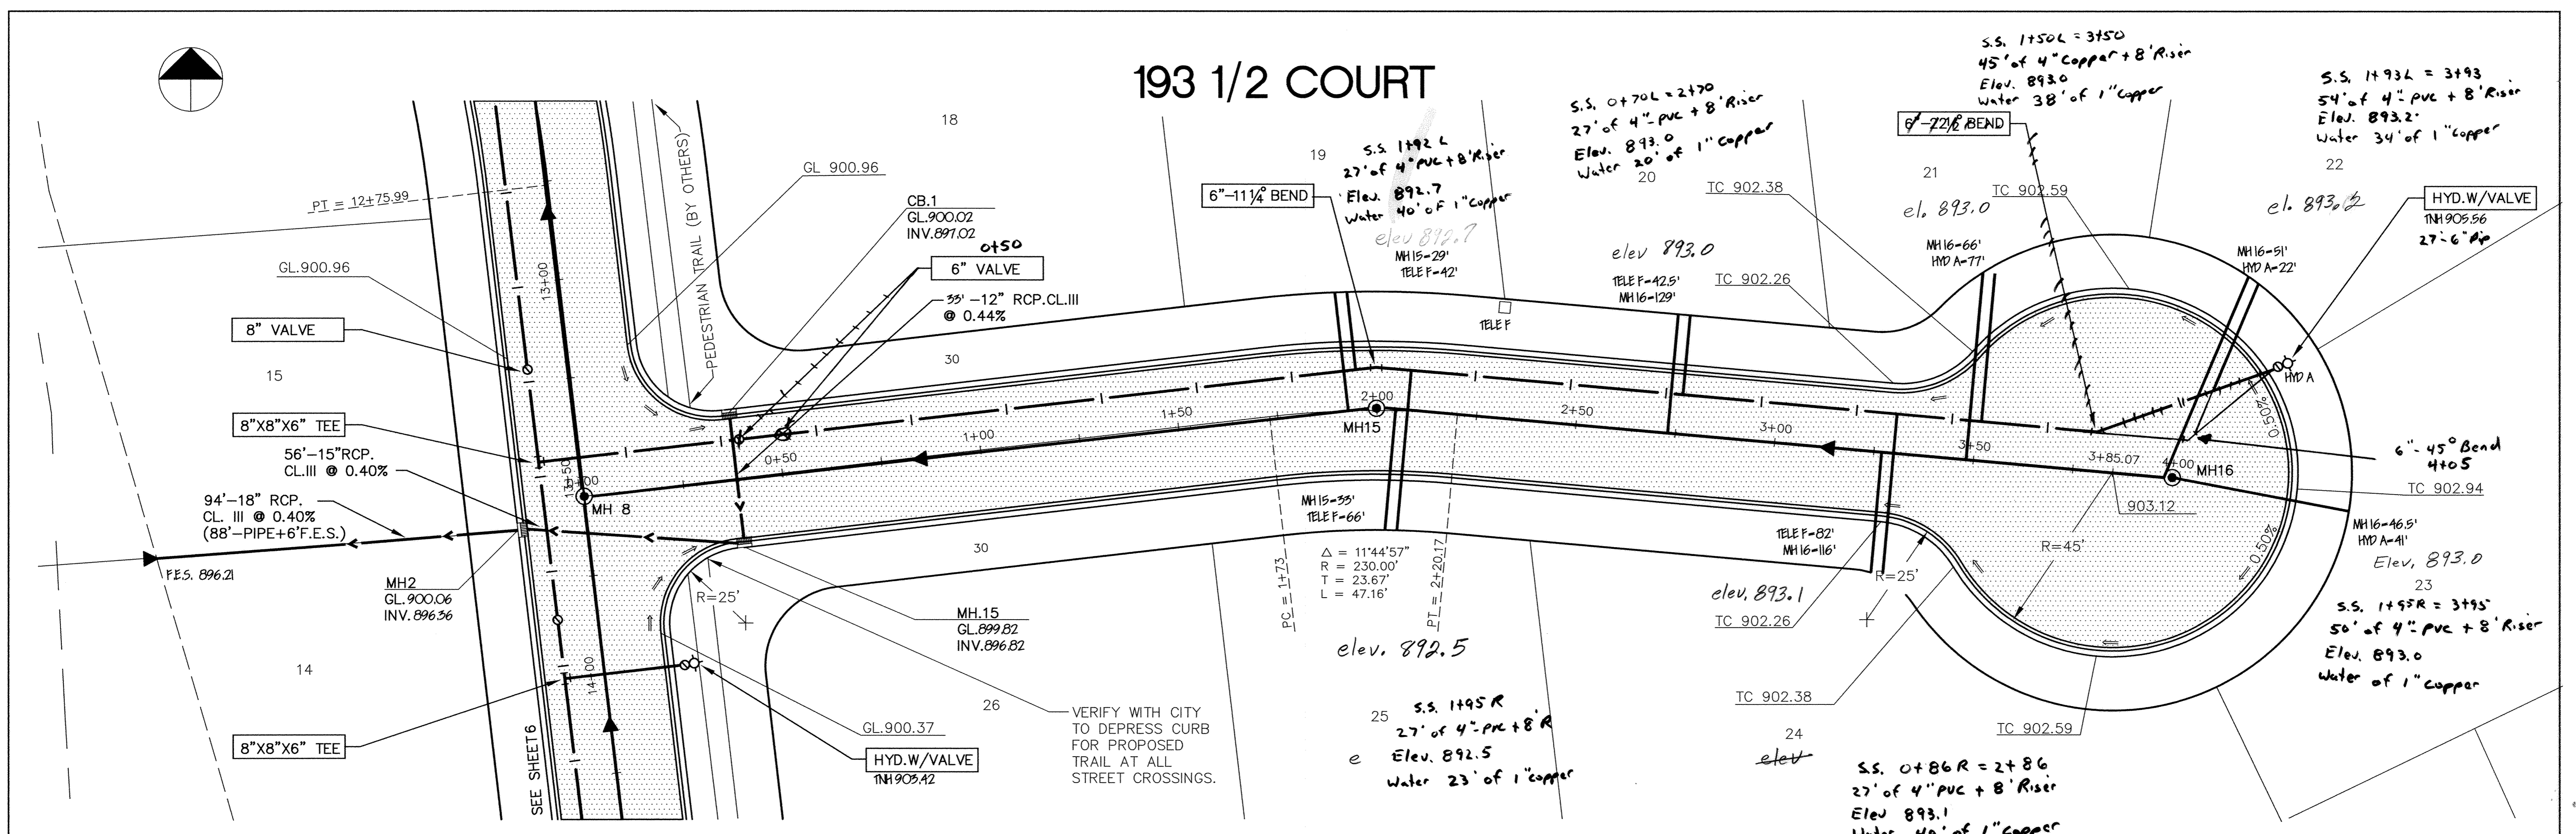 193 1/2 COURT
S.S. 1+50L = 3+50
45' of 4" Copper + 8' Riser
Elev. 893.0
Water 38' of 1" Copper
S.S. 1+93L = 3+93
54' of 4"- PVC + 8' Riser
Elev. 893.2
Water 34' of 1" Copper
22
S.S. 0+70L = 2+70
27' of 4"- PVC + 8' Riser
Elev. 893.0
Water 20' of 1" Copper
20
S.S. 1+92 L
27' of 4" PVC + 8' Riser
Elev. 892.7
Water 40' of 1" Copper
elev 892.7
MH15-29'
TELE F-42'
18
19
21
GL 900.96
PT = 12+75.99
PEDESTRIAN TRAIL (BY OTHERS)
CB.1
GL.900.02
INV.897.02
0+50
6" VALVE
33' -12" RCP.CL.III
@ 0.44%
6"-11 1/4° BEND
6"-22 1/2° BEND
TC 902.38
TC 902.59
el. 893.0
el. 893.2
HYD.W/VALVE
TNH 905.56
27'-6" Pip
MH16-66'
HYD A-77'
MH16-51'
HYD A-22'
elev 893.0
TELE F-42.5'
MH16-129'
TC 902.26
TELE F
HYD A
GL.900.96
13+00
8" VALVE
15
30
8"X8"X6" TEE
56'-15"RCP.
CL.III @ 0.40%
94'-18" RCP.
CL. III @ 0.40%
(88'-PIPE+6'F.E.S.)
F.E.S. 896.21
MH 8
0+50
1+00
1+50
2+00
MH15
2+50
3+00
3+50
3+85.07
4+00
MH16
903.12
0.50%
0.50%
6"- 45° Bend
4+05
TC 902.94
MH16-46.5'
HYD A-41'
Elev. 893.0
23
S.S. 1+95R = 3+95
50' of 4"- PVC + 8' Riser
Elev. 893.0
Water of 1" Copper
MH2
GL.900.06
INV. 896.36
R=25'
30
MH.15
GL.899.82
INV.896.82
MH15-33'
TELE F-66'
Δ = 11°44'57"
R = 230.00'
T = 23.67'
L = 47.16'
PC = 1+73
PT = 2+20.17
elev. 892.5
TELE F-82'
MH16-116'
R=25'
R=45'
elev. 893.1
TC 902.26
TC 902.38
TC 902.59
24
elev
S.S. 0+86R = 2+86
27' of 4" PVC + 8' Riser
Elev 893.1
Water 40' of 1" Copper
14
14+00
8"X8"X6" TEE
SEE SHEET 6
GL.900.37
HYD.W/VALVE
TNH 903.42
26
VERIFY WITH CITY
TO DEPRESS CURB
FOR PROPOSED
TRAIL AT ALL
STREET CROSSINGS.
25
e
S.S. 1+95 R
27' of 4"- PVC + 8' R
Elev. 892.5
Water 23' of 1" Copper